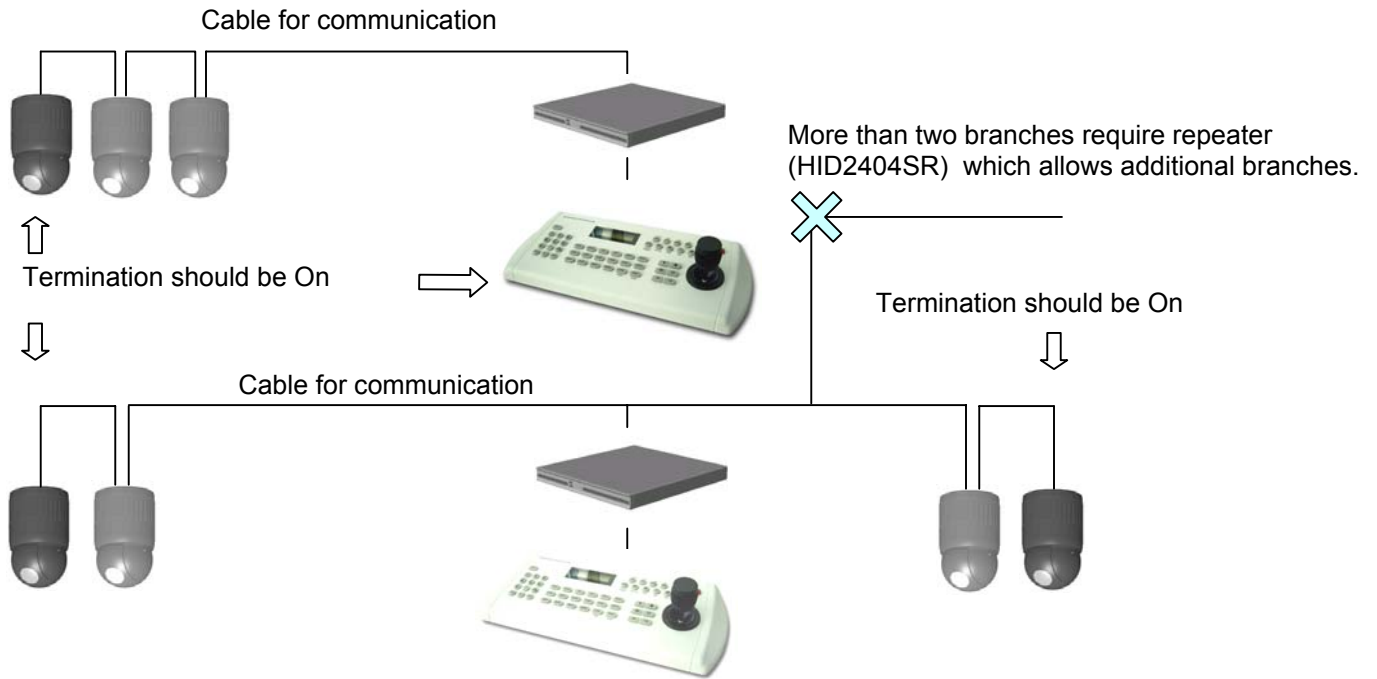 Cable for communication
More than two branches require repeater
(HID2404SR) which allows additional branches.
Termination should be On
Termination should be On
Cable for communication